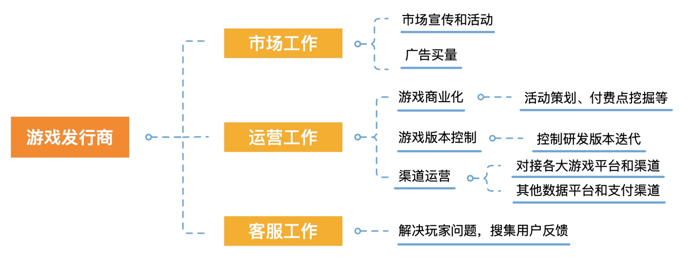 游戏发行商
市场工作
市场宣传和活动
广告买量
运营工作
游戏商业化
活动策划、付费点挖掘等
游戏版本控制
控制研发版本迭代
渠道运营
对接各大游戏平台和渠道
其他数据平台和支付渠道
客服工作
解决玩家问题，搜集用户反馈